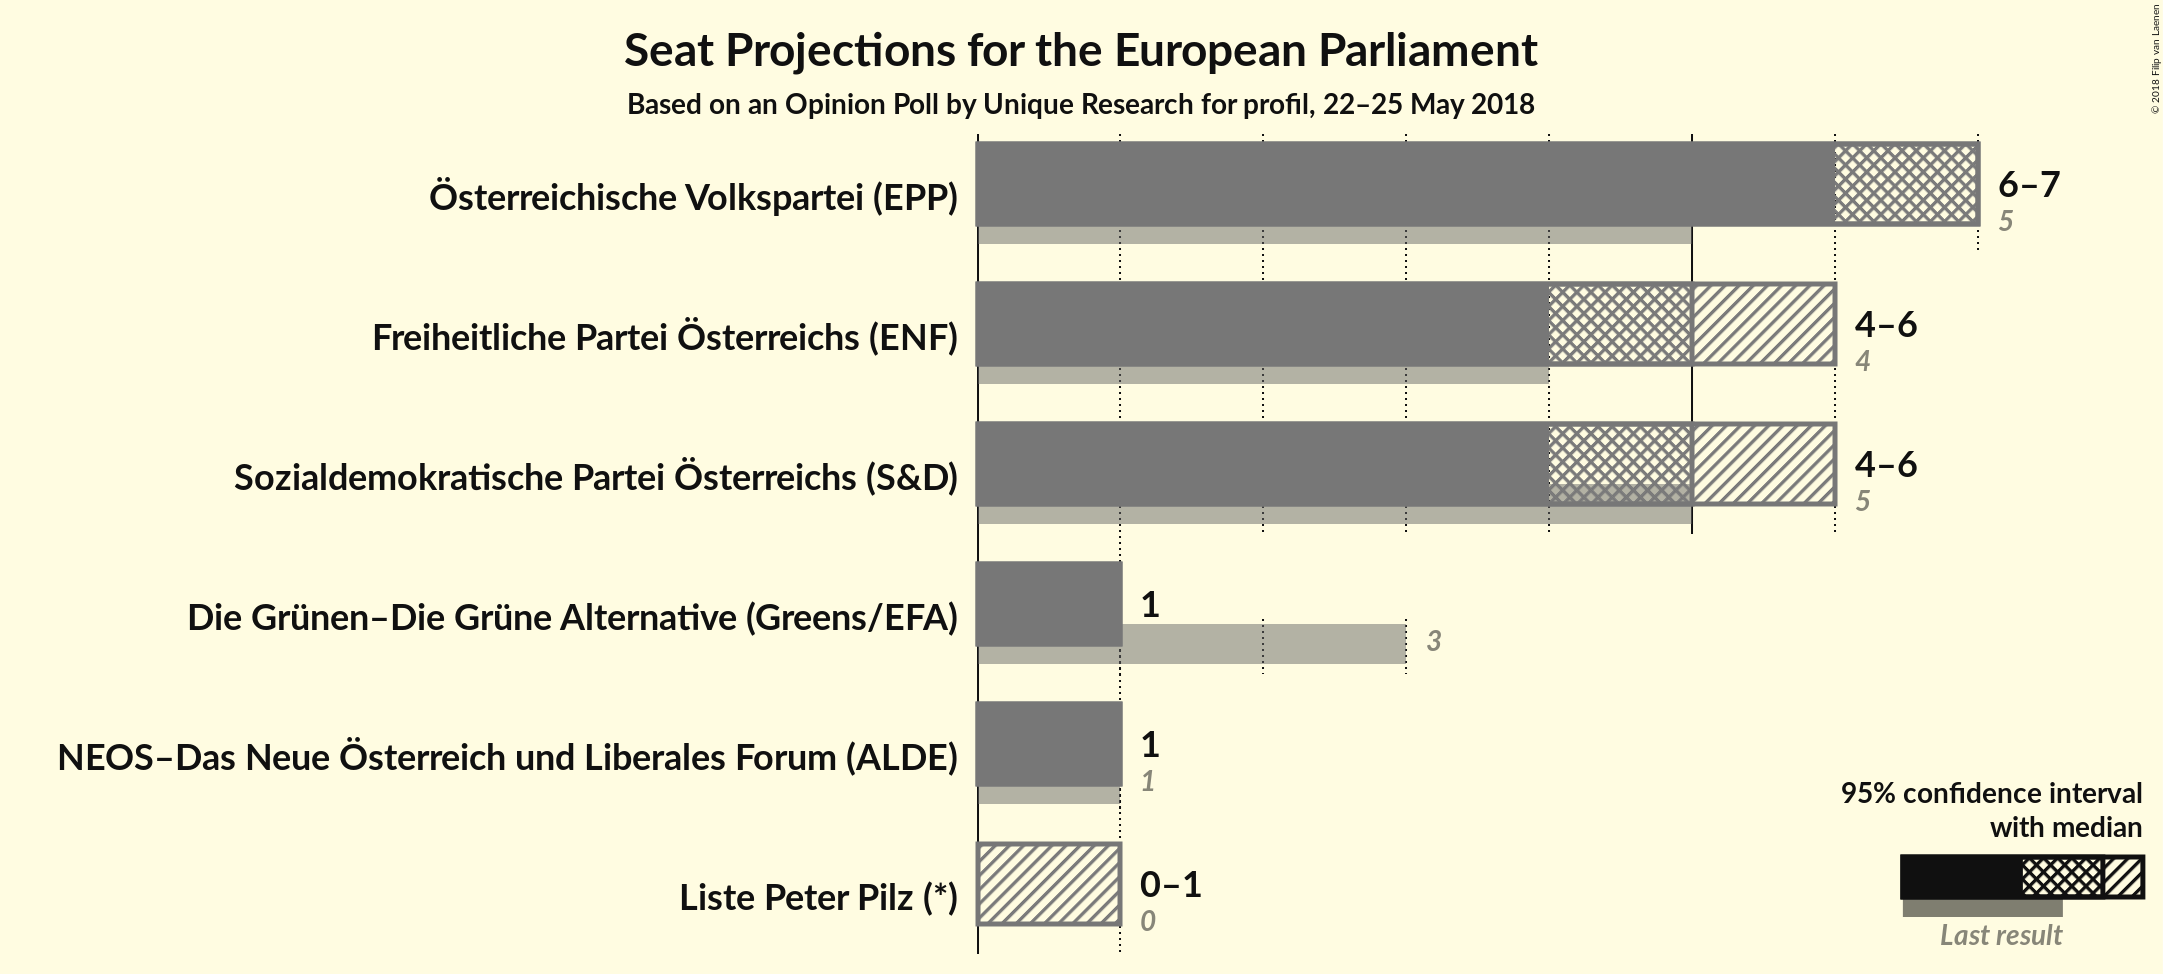 Seat Projections for the European Parliament
Based on an Opinion Poll by Unique Research for profil, 22–25 May 2018
© 2018 Filip van Laenen
Österreichische Volkspartei (EPP)
6–7
5
Freiheitliche Partei Österreichs (ENF)
4–6
4
Sozialdemokratische Partei Österreichs (S&D)
4–6
5
Die Grünen–Die Grüne Alternative (Greens/EFA)
1
3
NEOS–Das Neue Österreich und Liberales Forum (ALDE)
1
1
Liste Peter Pilz (*)
0–1
0
95% confidence interval
with median
Last result